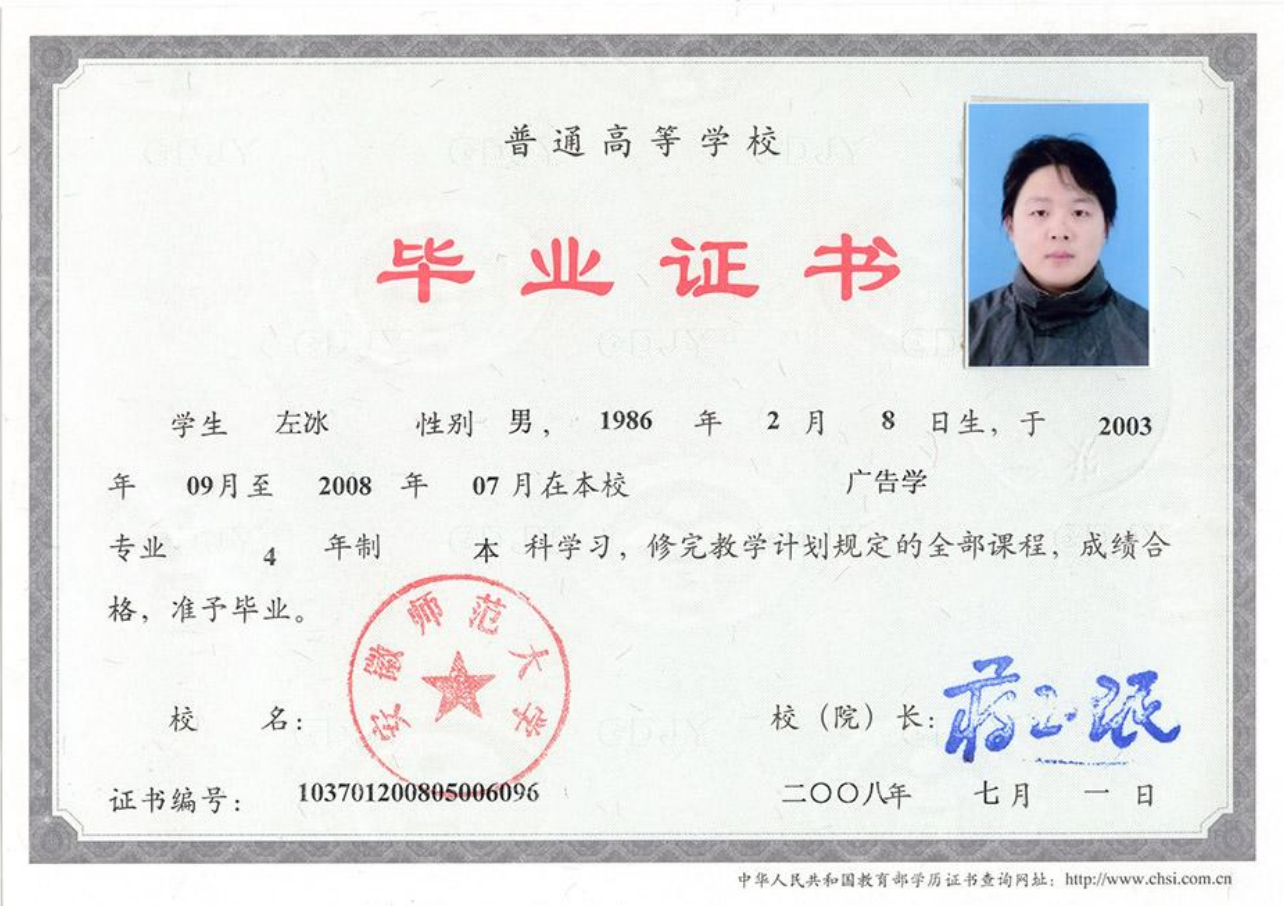 普通高等学校
毕业证书
学生 左冰 性别 男，1986 年 2 月 8 日生，于 2003
年 09月至 2008 年 07 月在本校 广告学
专业 4 年制 本 科学习，修完教学计划规定的全部课程，成绩合
格，准予毕业。
安徽师范大学
校 名： 校（院）长：
证书编号： 103701200805006096 二〇〇八年 七月 一日
中华人民共和国教育部学历证书查询网址：http://www.chsi.com.cn